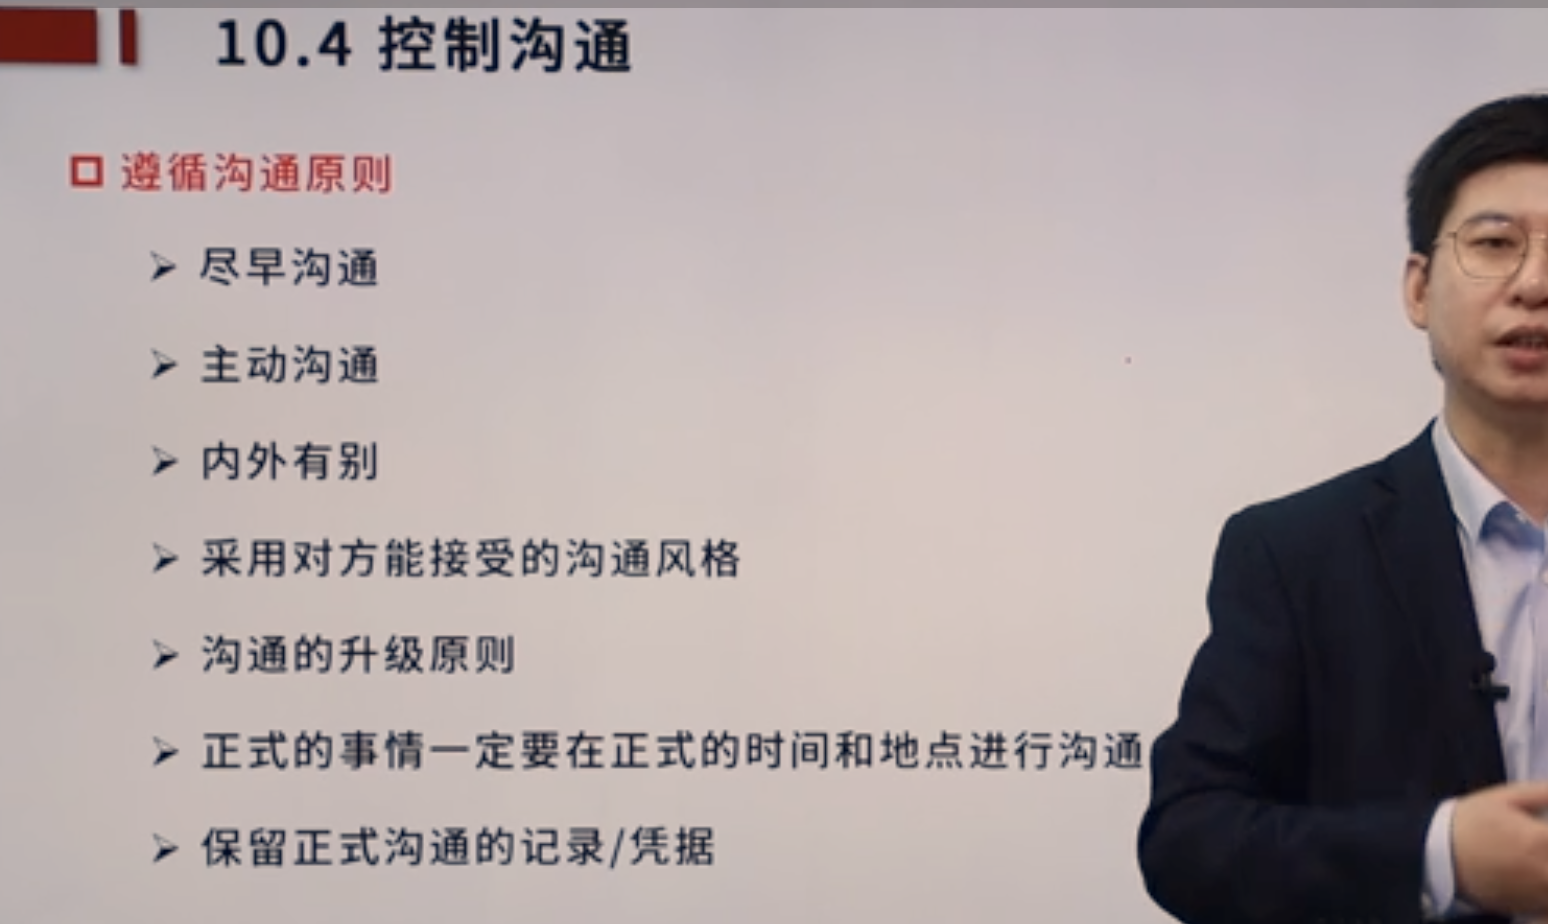 10.4 控制沟通
遵循沟通原则
尽早沟通
主动沟通
内外有别
采用对方能接受的沟通风格
沟通的升级原则
正式的事情一定要在正式的时间和地点进行沟通
保留正式沟通的记录/凭据